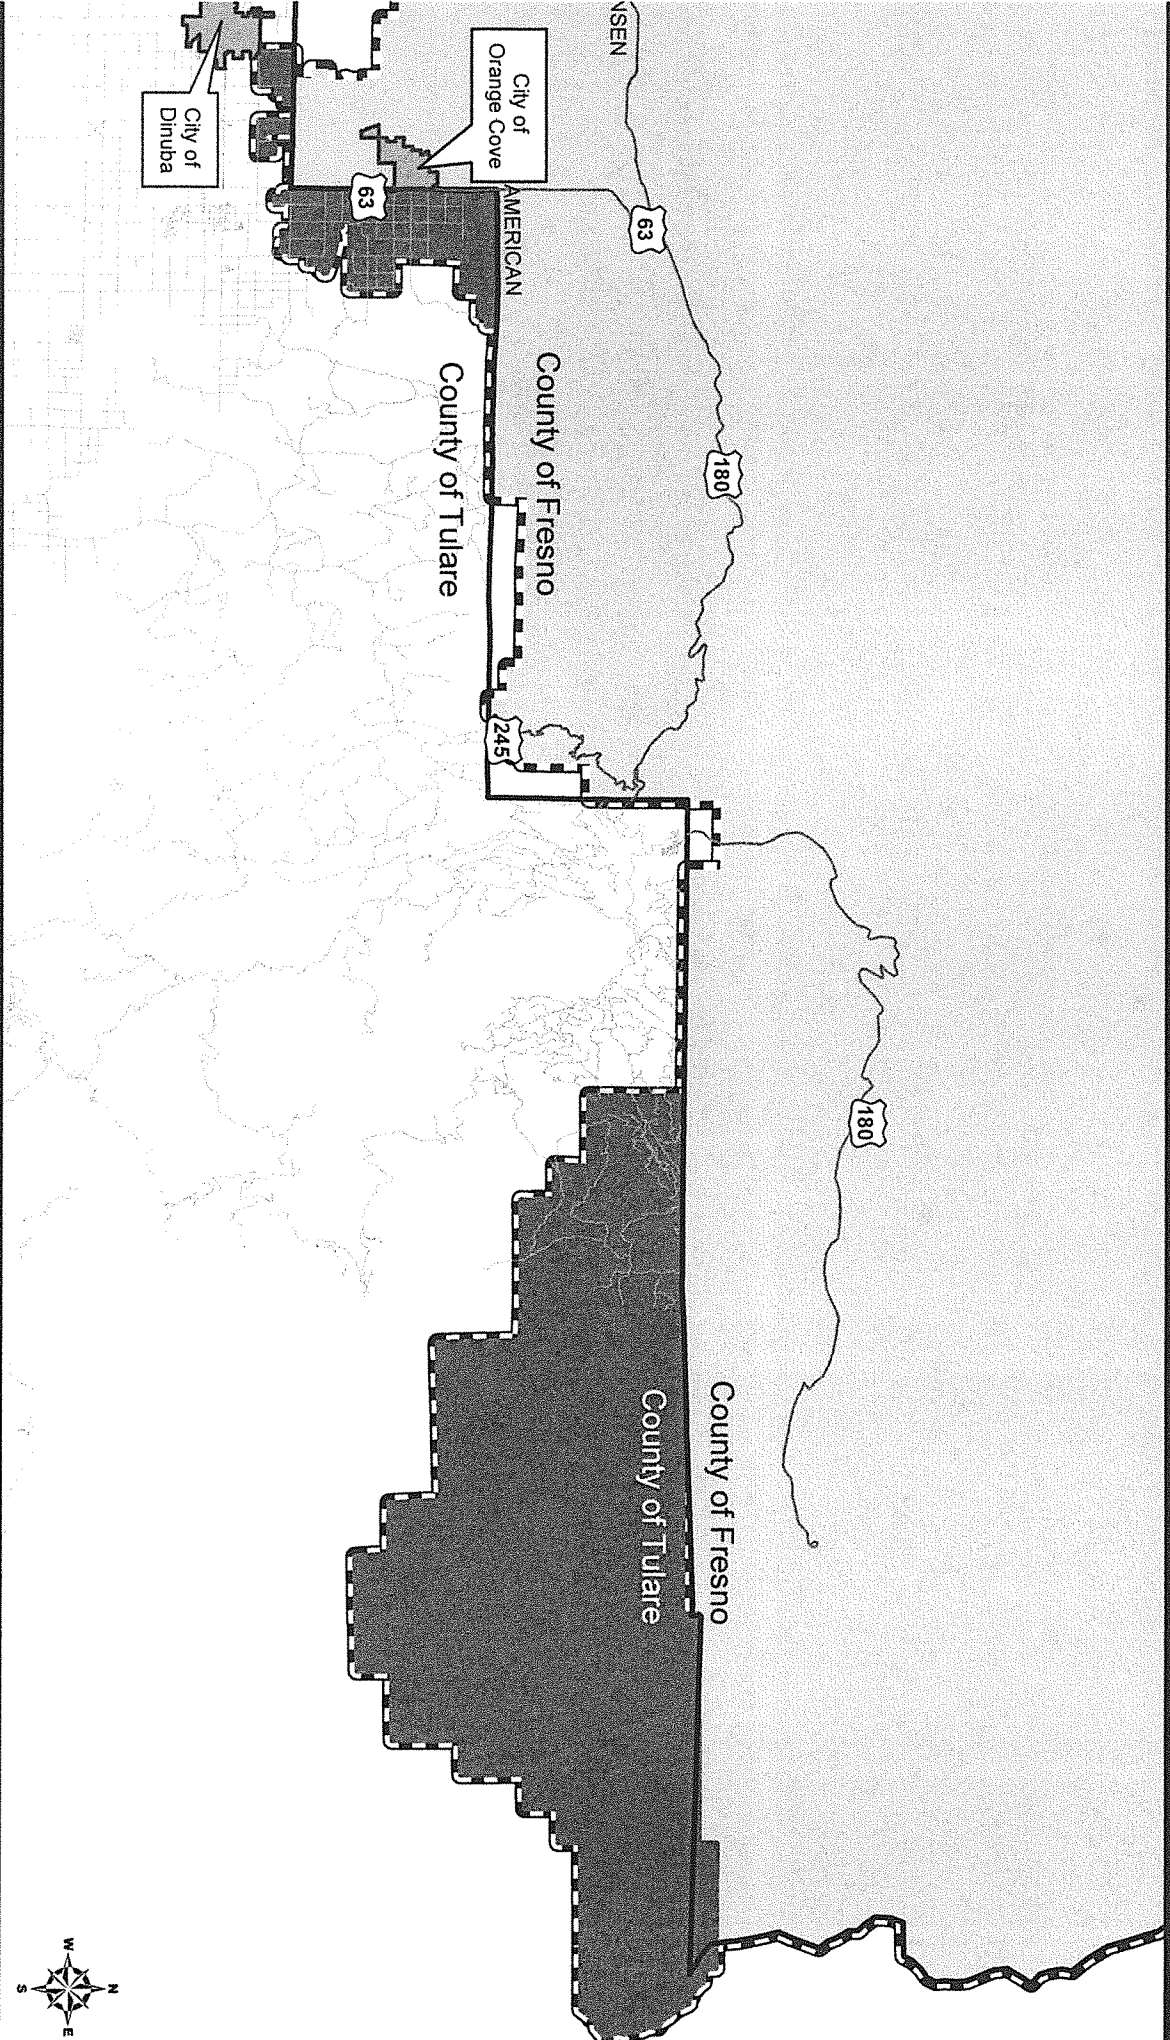 NSEN
City of
Orange Cove
City of
Dinuba
63
63
AMERICAN
180
County of Fresno
County of Tulare
245
180
County of Fresno
County of Tulare
N
W
E
S